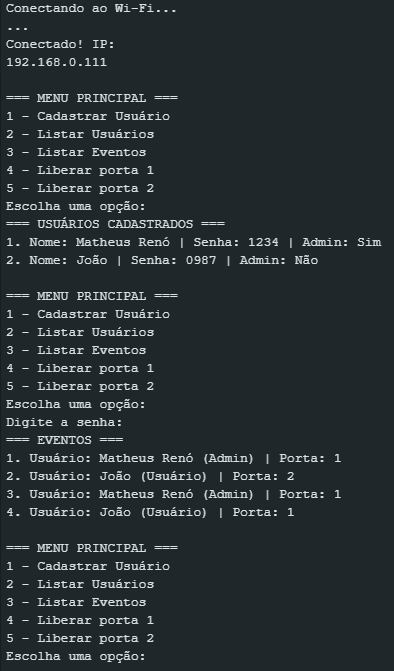 Conectando ao Wi-Fi...
...
Conectado! IP:
192.168.0.111
=== MENU PRINCIPAL ===
1 - Cadastrar Usuário
2 - Listar Usuários
3 - Listar Eventos
4 - Liberar porta 1
5 - Liberar porta 2
Escolha uma opção:
=== USUÁRIOS CADASTRADOS ===
1. Nome: Matheus Renó | Senha: 1234 | Admin: Sim
2. Nome: João | Senha: 0987 | Admin: Não
=== MENU PRINCIPAL ===
1 - Cadastrar Usuário
2 - Listar Usuários
3 - Listar Eventos
4 - Liberar porta 1
5 - Liberar porta 2
Escolha uma opção:
Digite a senha:
=== EVENTOS ===
1. Usuário: Matheus Renó (Admin) | Porta: 1
2. Usuário: João (Usuário) | Porta: 2
3. Usuário: Matheus Renó (Admin) | Porta: 1
4. Usuário: João (Usuário) | Porta: 1
=== MENU PRINCIPAL ===
1 - Cadastrar Usuário
2 - Listar Usuários
3 - Listar Eventos
4 - Liberar porta 1
5 - Liberar porta 2
Escolha uma opção: